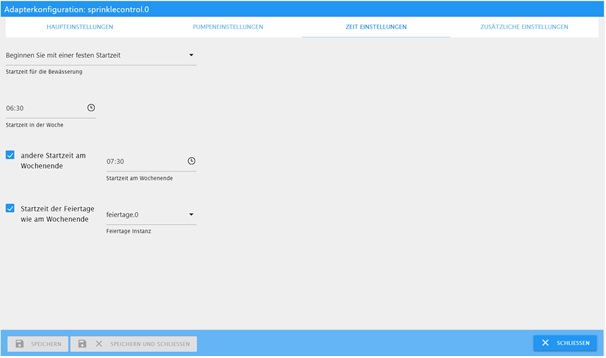 Adapterkonfiguration: sprinklecontrol.0
HAUPTEINSTELLUNGEN PUMPENEINSTELLUNGEN ZEIT-EINSTELLUNGEN ZUSÄTZLICHE EINSTELLUNGEN
Beginnen Sie mit einer festen Startzeit
Startzeit für die Bewässerung
06:30
Startzeit in der Woche
andere Startzeit am
Wochenende
07:30
Startzeit am Wochenende
Startzeit der Feiertage
wie am Wochenende
feiertage.0
Feiertage Instanz
SPEICHERN SPEICHERN UND SCHLIESSEN SCHLIESSEN